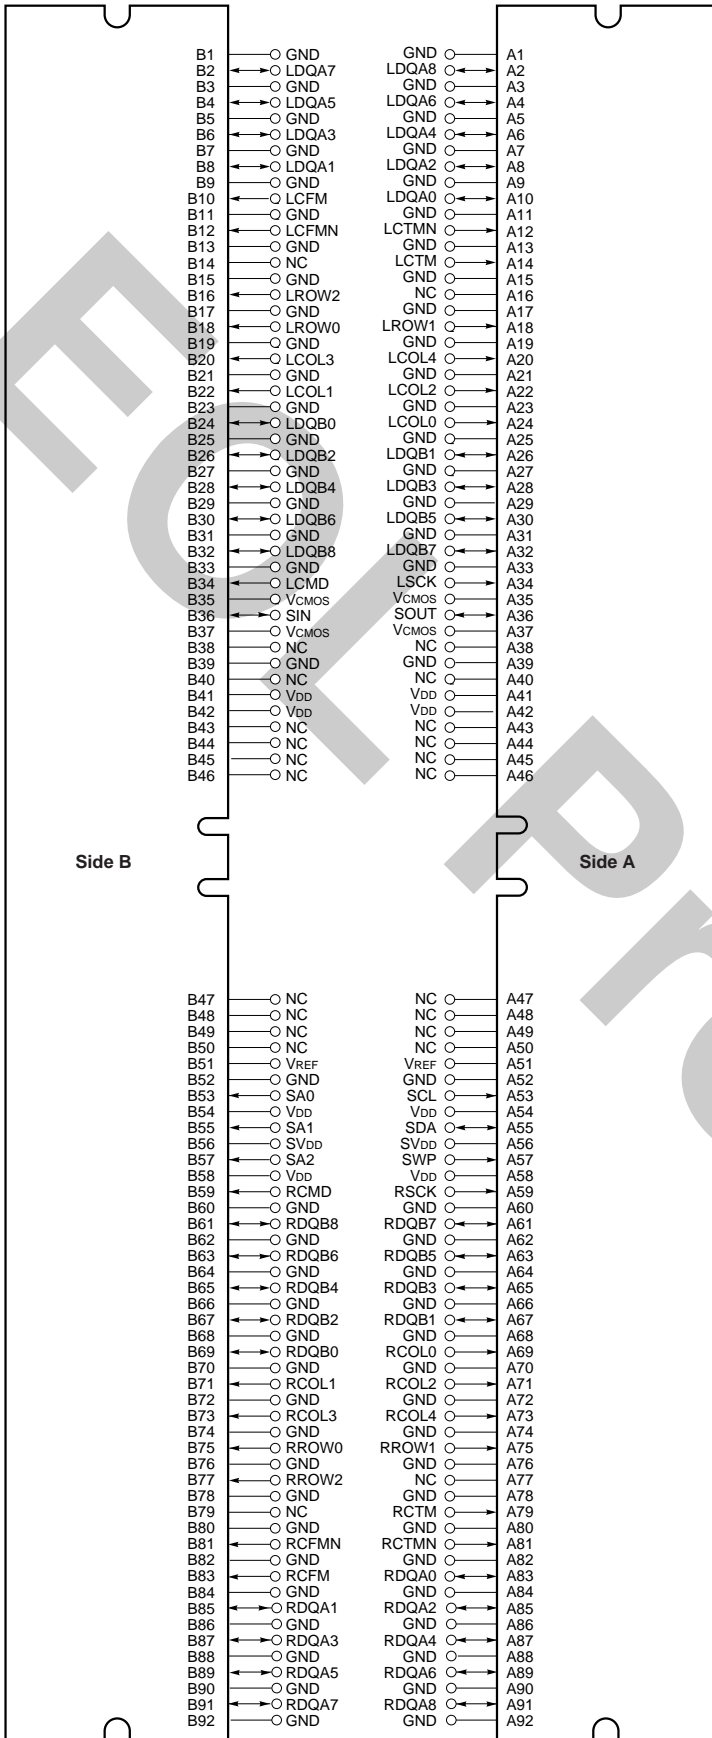 B1 GND GND A1
B2 LDQA7 LDQA8 A2
B3 GND GND A3
B4 LDQA5 LDQA6 A4
B5 GND GND A5
B6 LDQA3 LDQA4 A6
B7 GND GND A7
B8 LDQA1 LDQA2 A8
B9 GND GND A9
B10 LCFM LDQA0 A10
B11 GND GND A11
B12 LCFMN LCTMN A12
B13 GND GND A13
B14 NC LCTM A14
B15 GND GND A15
B16 LROW2 NC A16
B17 GND GND A17
B18 LROW0 LROW1 A18
B19 GND GND A19
B20 LCOL3 LCOL4 A20
B21 GND GND A21
B22 LCOL1 LCOL2 A22
B23 GND GND A23
B24 LDQB0 LCOL0 A24
B25 GND GND A25
B26 LDQB2 LDQB1 A26
B27 GND GND A27
B28 LDQB4 LDQB3 A28
B29 GND GND A29
B30 LDQB6 LDQB5 A30
B31 GND GND A31
B32 LDQB8 LDQB7 A32
B33 GND GND A33
B34 LCMD LSCK A34
B35 VCMOS VCMOS A35
B36 SIN SOUT A36
B37 VCMOS VCMOS A37
B38 NC NC A38
B39 GND GND A39
B40 NC NC A40
B41 VDD VDD A41
B42 VDD VDD A42
B43 NC NC A43
B44 NC NC A44
B45 NC NC A45
B46 NC NC A46
Side B Side A
B47 NC NC A47
B48 NC NC A48
B49 NC NC A49
B50 NC NC A50
B51 VREF VREF A51
B52 GND GND A52
B53 SA0 SCL A53
B54 VDD VDD A54
B55 SA1 SDA A55
B56 SVDD SVDD A56
B57 SA2 SWP A57
B58 VDD VDD A58
B59 RCMD RSCK A59
B60 GND GND A60
B61 RDQB8 RDQB7 A61
B62 GND GND A62
B63 RDQB6 RDQB5 A63
B64 GND GND A64
B65 RDQB4 RDQB3 A65
B66 GND GND A66
B67 RDQB2 RDQB1 A67
B68 GND GND A68
B69 RDQB0 RCOL0 A69
B70 GND GND A70
B71 RCOL1 RCOL2 A71
B72 GND GND A72
B73 RCOL3 RCOL4 A73
B74 GND GND A74
B75 RROW0 RROW1 A75
B76 GND GND A76
B77 RROW2 NC A77
B78 GND GND A78
B79 NC RCTM A79
B80 GND GND A80
B81 RCFMN RCTMN A81
B82 GND GND A82
B83 RCFM RDQA0 A83
B84 GND GND A84
B85 RDQA1 RDQA2 A85
B86 GND GND A86
B87 RDQA3 RDQA4 A87
B88 GND GND A88
B89 RDQA5 RDQA6 A89
B90 GND GND A90
B91 RDQA7 RDQA8 A91
B92 GND GND A92
EOL Pr